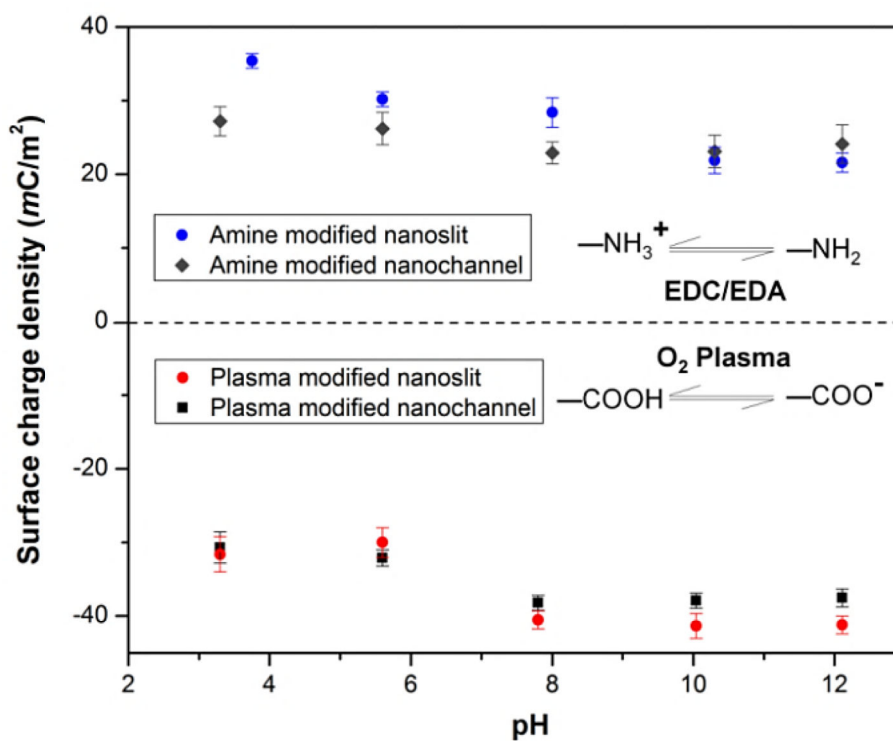 40
20
0
-20
-40
2
4
6
8
10
12
Surface charge density (mC/m²)
pH
Amine modified nanoslit
Amine modified nanochannel
—NH₃⁺ ⇌ —NH₂
EDC/EDA
O₂ Plasma
Plasma modified nanoslit
Plasma modified nanochannel
—COOH ⇌ —COO⁻